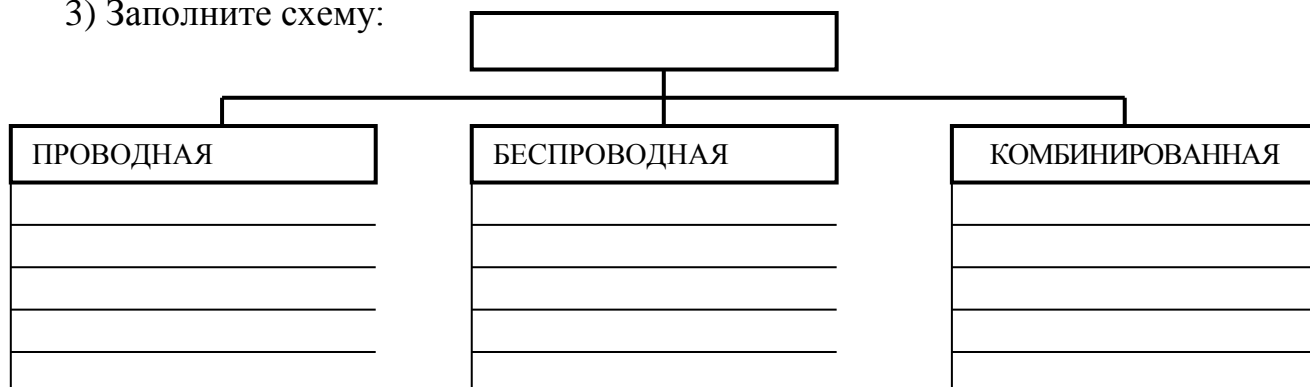 3) Заполните схему:
ПРОВОДНАЯ
БЕСПРОВОДНАЯ
КОМБИНИРОВАННАЯ